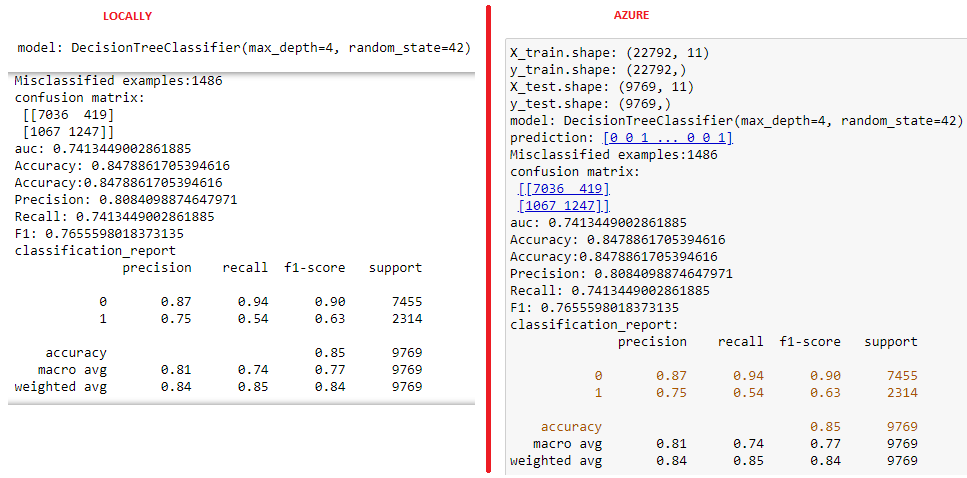 LOCALLY
model: DecisionTreeClassifier(max_depth=4, random_state=42)
Misclassified examples:1486
confusion matrix:
[[7036  419]
[1067 1247]]
auc: 0.7413449002861885
Accuracy: 0.8478861705394616
Accuracy:0.8478861705394616
Precision: 0.8084098874647971
Recall: 0.7413449002861885
F1: 0.7655598018373135
classification_report
precision recall f1-score support
0 0.87 0.94 0.90 7455
1 0.75 0.54 0.63 2314
accuracy 0.85 9769
macro avg 0.81 0.74 0.77 9769
weighted avg 0.84 0.85 0.84 9769
AZURE
X_train.shape: (22792, 11)
y_train.shape: (22792,)
X_test.shape: (9769, 11)
y_test.shape: (9769,)
model: DecisionTreeClassifier(max_depth=4, random_state=42)
prediction: [0 0 1 ... 0 0 1]
Misclassified examples:1486
confusion matrix:
[[7036  419]
[1067 1247]]
auc: 0.7413449002861885
Accuracy: 0.8478861705394616
Accuracy:0.8478861705394616
Precision: 0.8084098874647971
Recall: 0.7413449002861885
F1: 0.7655598018373135
classification_report:
precision recall f1-score support
0 0.87 0.94 0.90 7455
1 0.75 0.54 0.63 2314
accuracy 0.85 9769
macro avg 0.81 0.74 0.77 9769
weighted avg 0.84 0.85 0.84 9769